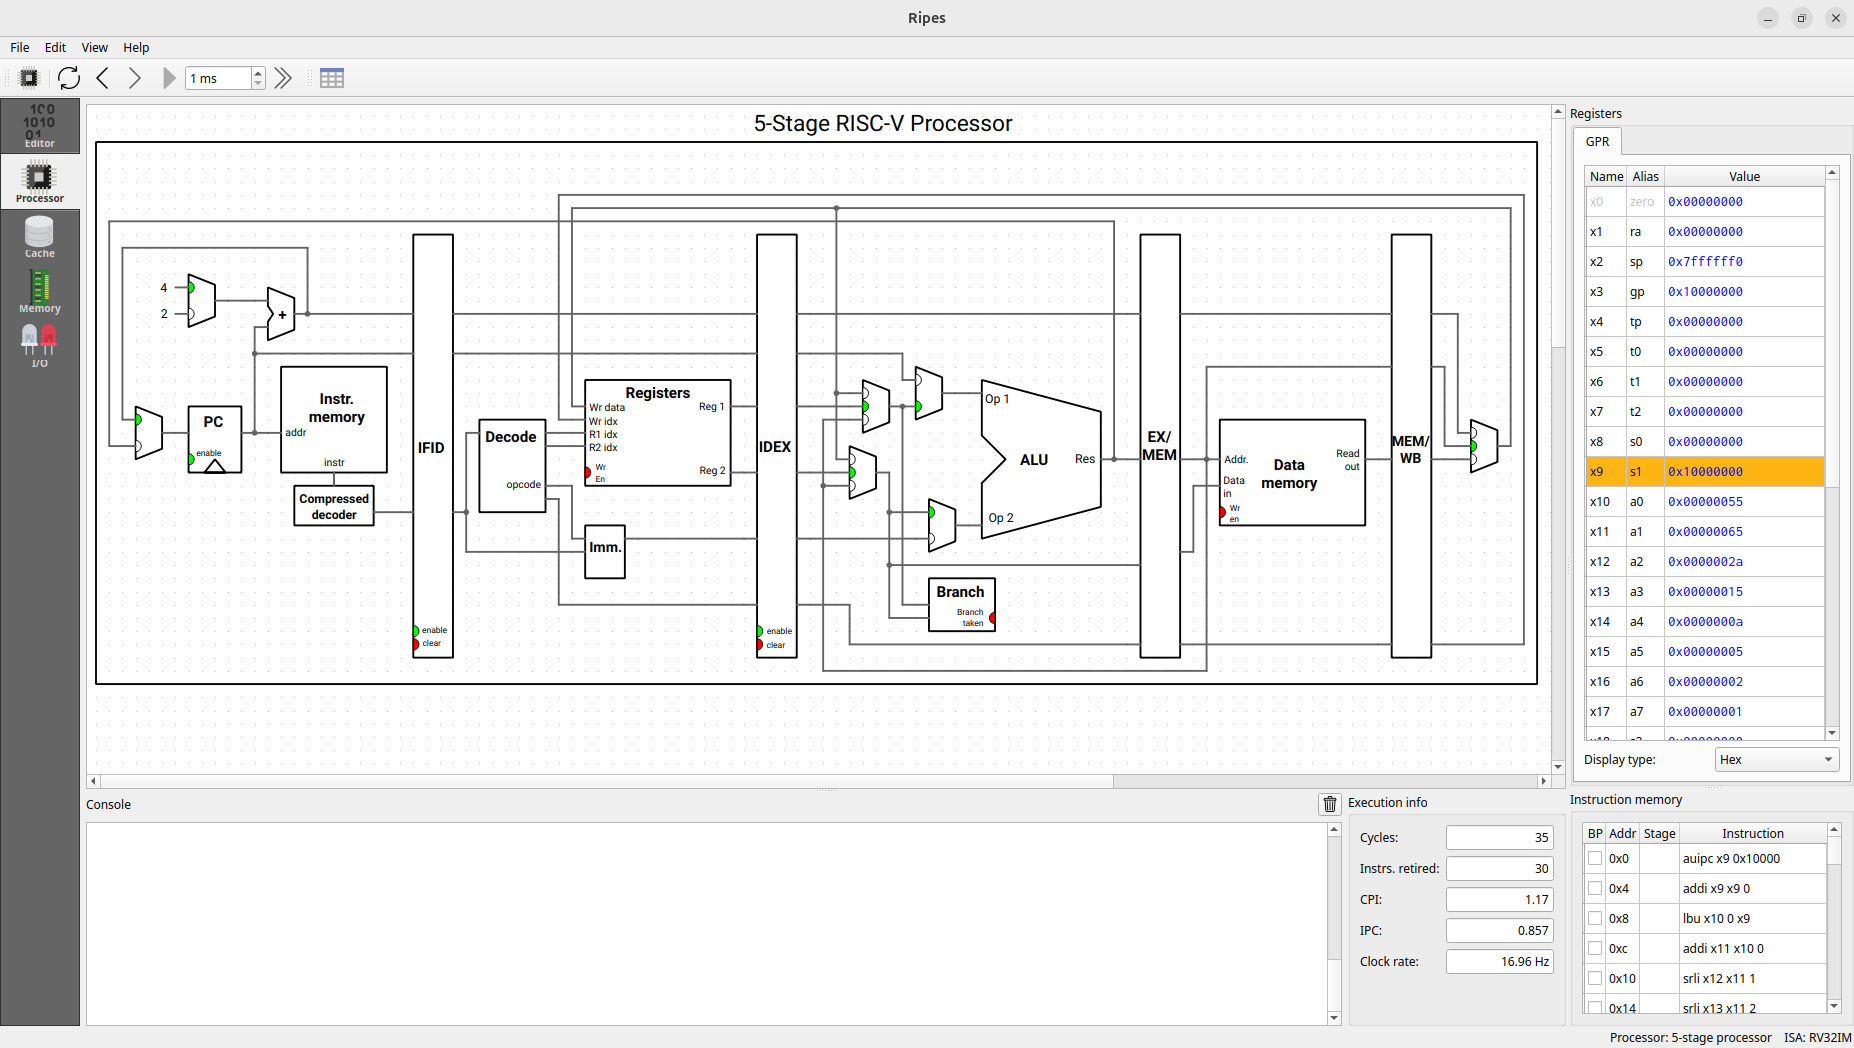 Ripes
File Edit View Help
1 ms
100
1010
01
Editor
Processor
Cache
Memory
I/O
5-Stage RISC-V Processor
4
2
+
PC
enable
Instr.
memory
addr
instr
Compressed
decoder
IFID
enable
clear
Decode
opcode
Registers
Wr data
Wr idx
R1 idx
R2 idx
Wr
En
Reg 1
Reg 2
Imm.
IDEX
enable
clear
Op 1
ALU
Res
Op 2
Branch
Branch
taken
EX/
MEM
Addr.
Data
in
Wr
en
Data
memory
Read
out
MEM/
WB
Registers
GPR
Name Alias Value
x0 zero 0x00000000
x1 ra 0x00000000
x2 sp 0x7ffffff0
x3 gp 0x10000000
x4 tp 0x00000000
x5 t0 0x00000000
x6 t1 0x00000000
x7 t2 0x00000000
x8 s0 0x00000000
x9 s1 0x10000000
x10 a0 0x00000055
x11 a1 0x00000065
x12 a2 0x0000002a
x13 a3 0x00000015
x14 a4 0x0000000a
x15 a5 0x00000005
x16 a6 0x00000002
x17 a7 0x00000001
Display type: Hex
Console
Execution info
Cycles: 35
Instrs. retired: 30
CPI: 1.17
IPC: 0.857
Clock rate: 16.96 Hz
Instruction memory
BP Addr Stage Instruction
0x0 auipc x9 0x10000
0x4 addi x9 x9 0
0x8 lbu x10 0 x9
0xc addi x11 x10 0
0x10 srli x12 x11 1
0x14 srli x13 x11 2
Processor: 5-stage processor ISA: RV32IM